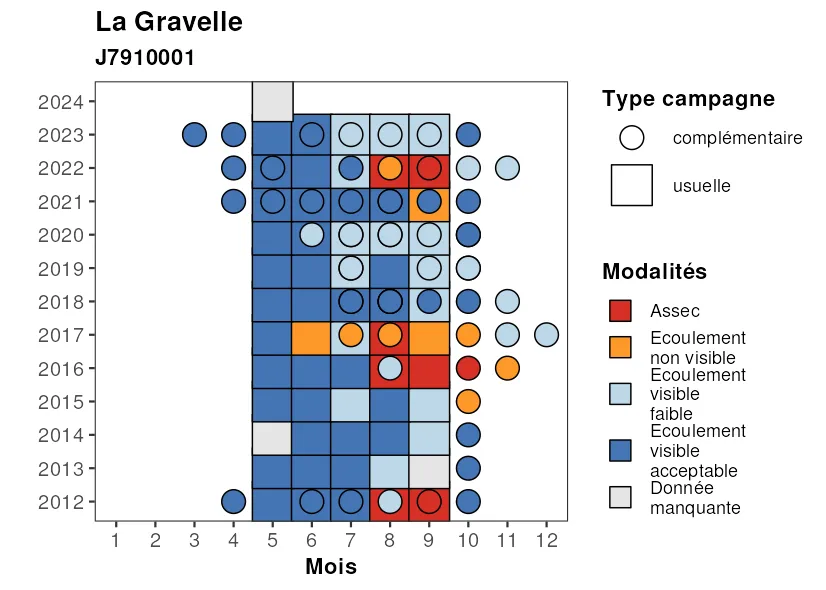 La Gravelle
J7910001
2024
2023
2022
2021
2020
2019
2018
2017
2016
2015
2014
2013
2012
1 2 3 4 5 6 7 8 9 10 11 12
Mois
Type campagne
complémentaire
usuelle
Modalités
Assec
Ecoulement
non visible
Ecoulement
visible
faible
Ecoulement
visible
acceptable
Donnée
manquante